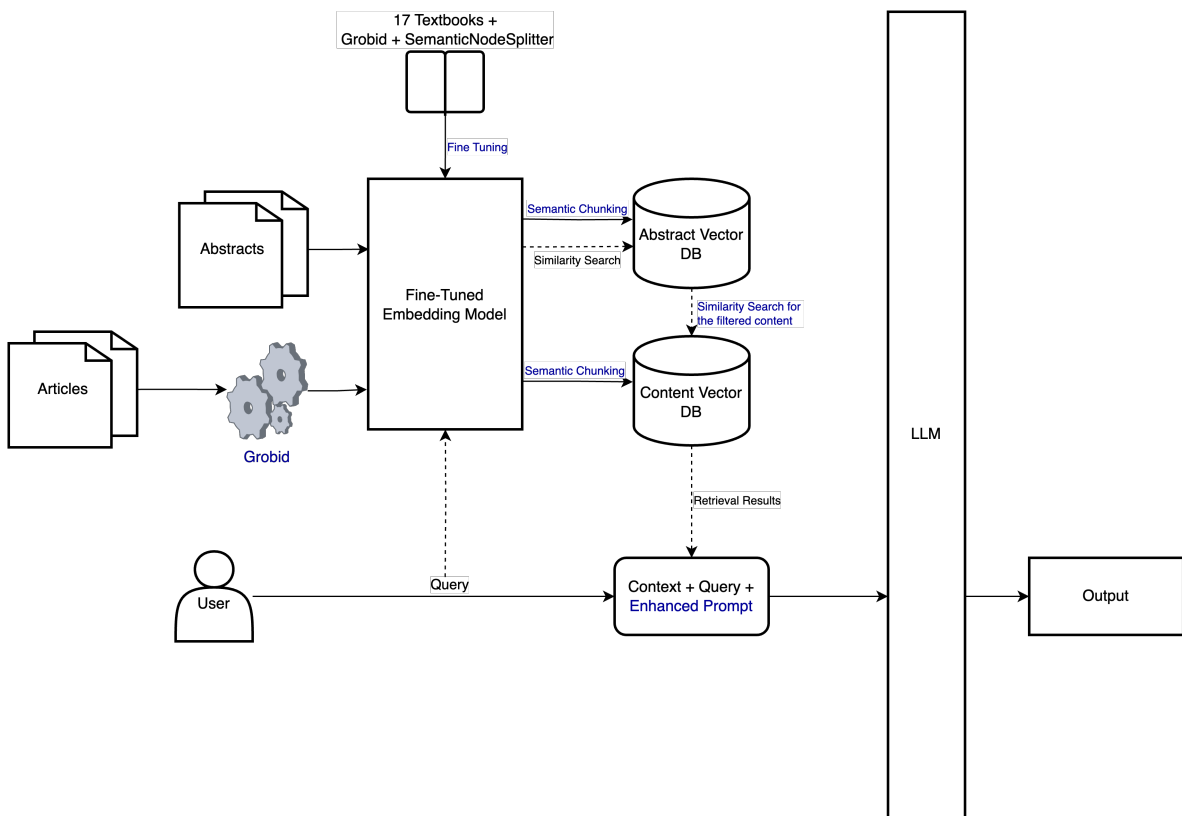 17 Textbooks +
Grobid + SemanticNodeSplitter
Fine Tuning
Abstracts
Semantic Chunking
Abstract Vector
DB
Similarity Search
Fine-Tuned
Embedding Model
Similarity Search for
the filtered content
Articles
Grobid
Semantic Chunking
Content Vector
DB
LLM
Retrieval Results
User
Query
Context + Query +
Enhanced Prompt
Output